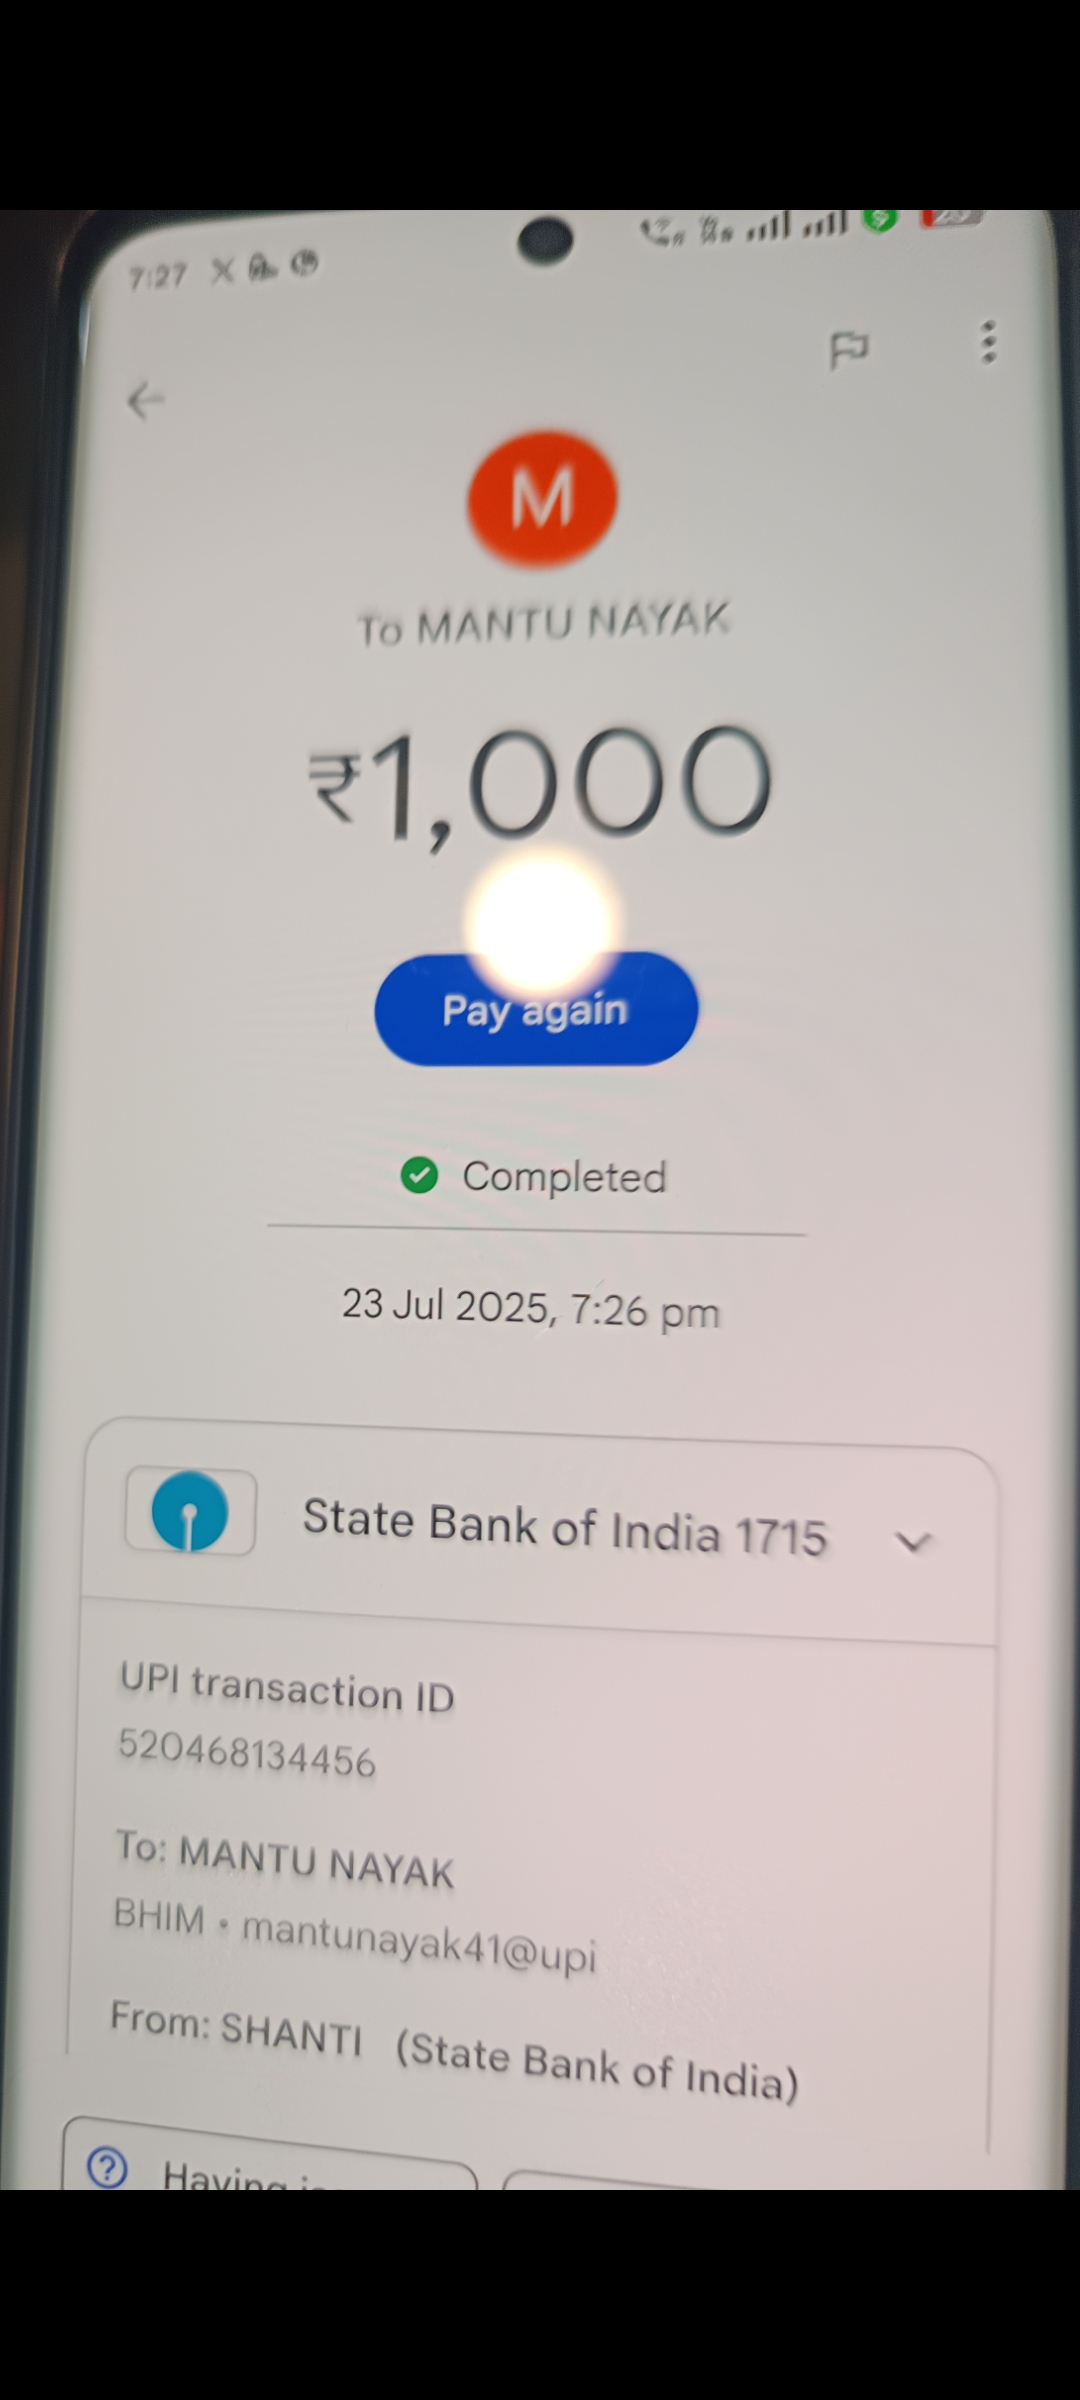 7:27
M
To MANTU NAYAK
₹1,000
Pay again
Completed
23 Jul 2025, 7:26 pm
State Bank of India 1715
UPI transaction ID
520468134456
To: MANTU NAYAK
BHIM • mantunayak41@upi
From: SHANTI (State Bank of India)
Having